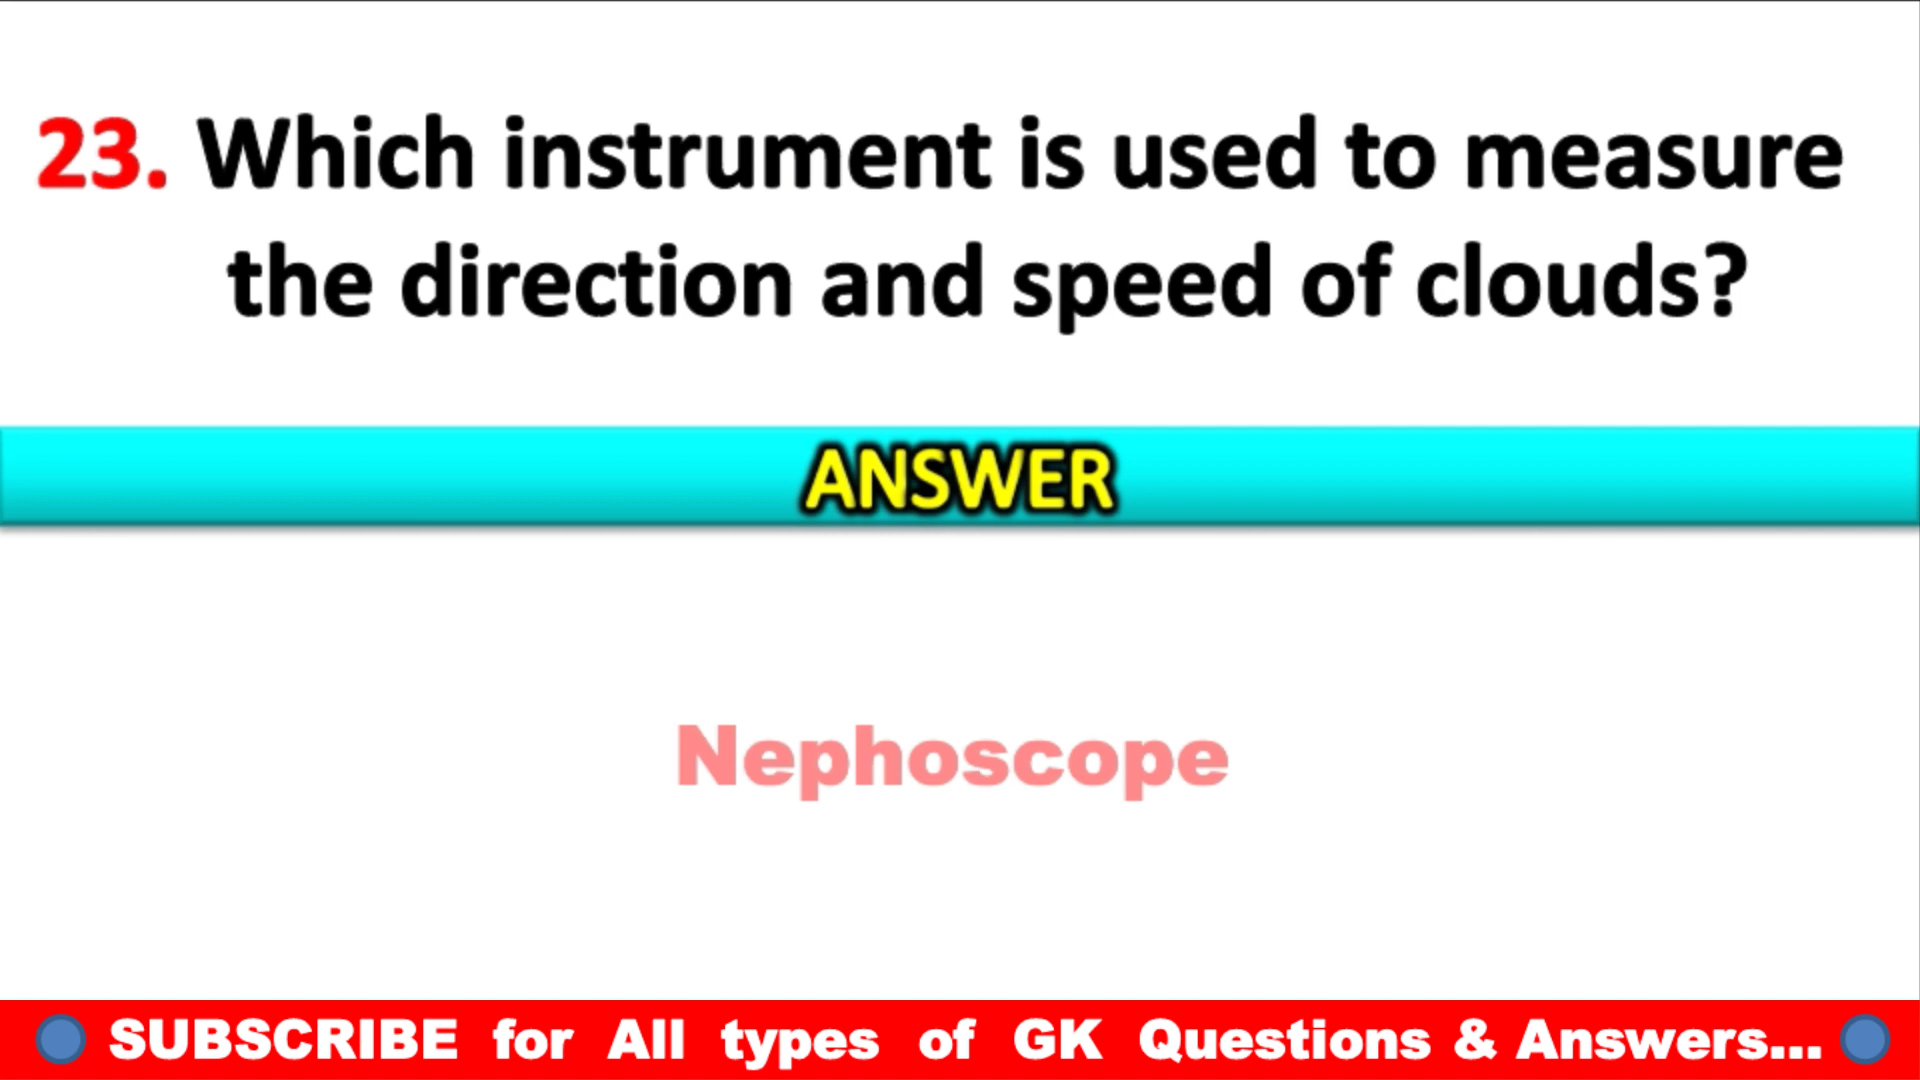 23. Which instrument is used to measure
the direction and speed of clouds?
ANSWER
Nephoscope
SUBSCRIBE for All types of GK Questions & Answers...